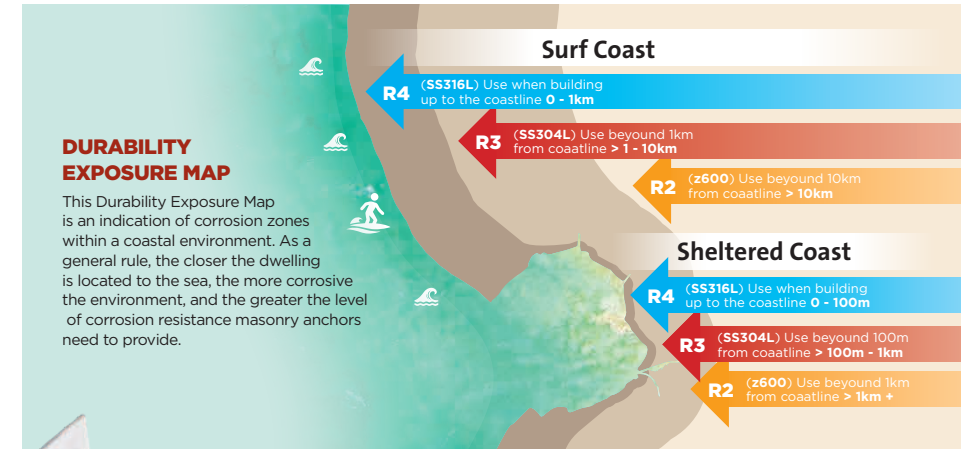 DURABILITY
EXPOSURE MAP
This Durability Exposure Map
is an indication of corrosion zones
within a coastal environment. As a
general rule, the closer the dwelling
is located to the sea, the more corrosive
the environment, and the greater the level
of corrosion resistance masonry anchors
need to provide.
Surf Coast
R4
(SS316L) Use when building
up to the coastline 0 - 1km
R3
(SS304L) Use beyound 1km
from coaatline > 1 - 10km
R2
(z600) Use beyound 10km
from coaatline > 10km
Sheltered Coast
R4
(SS316L) Use when building
up to the coastline 0 - 100m
R3
(SS304L) Use beyound 100m
from coaatline > 100m - 1km
R2
(z600) Use beyound 1km
from coaatline > 1km +